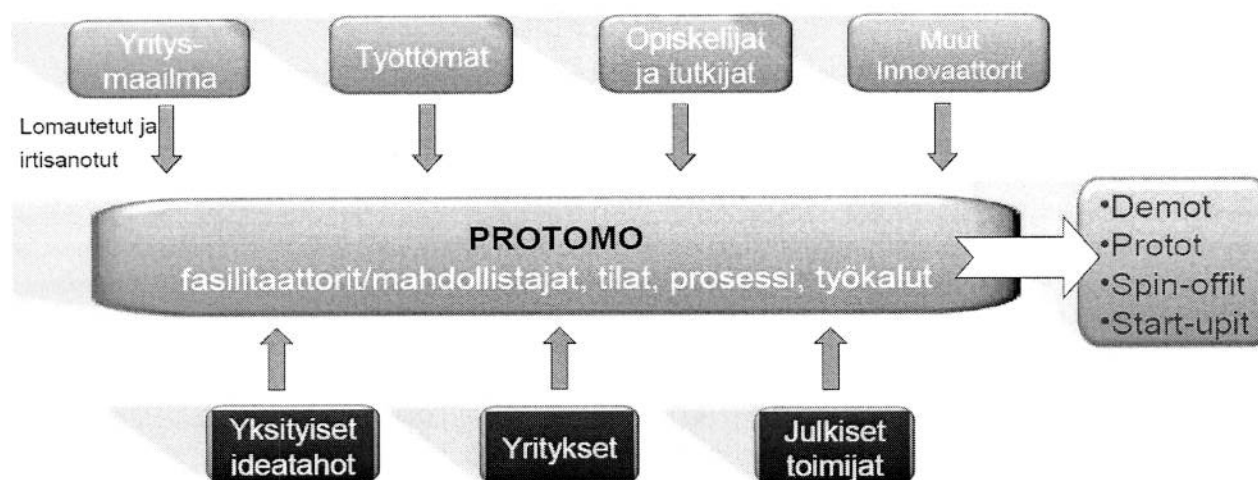 Yritys-
maailma
Työttömät
Opiskelijat
ja tutkijat
Muut
Innovaattorit
Lomautetut ja
irtisanotut
PROTOMO
fasilitaattorit/mahdollistajat, tilat, prosessi, työkalut
•Demot
•Protot
•Spin-offit
•Start-upit
Yksityiset
ideatahot
Yritykset
Julkiset
toimijat